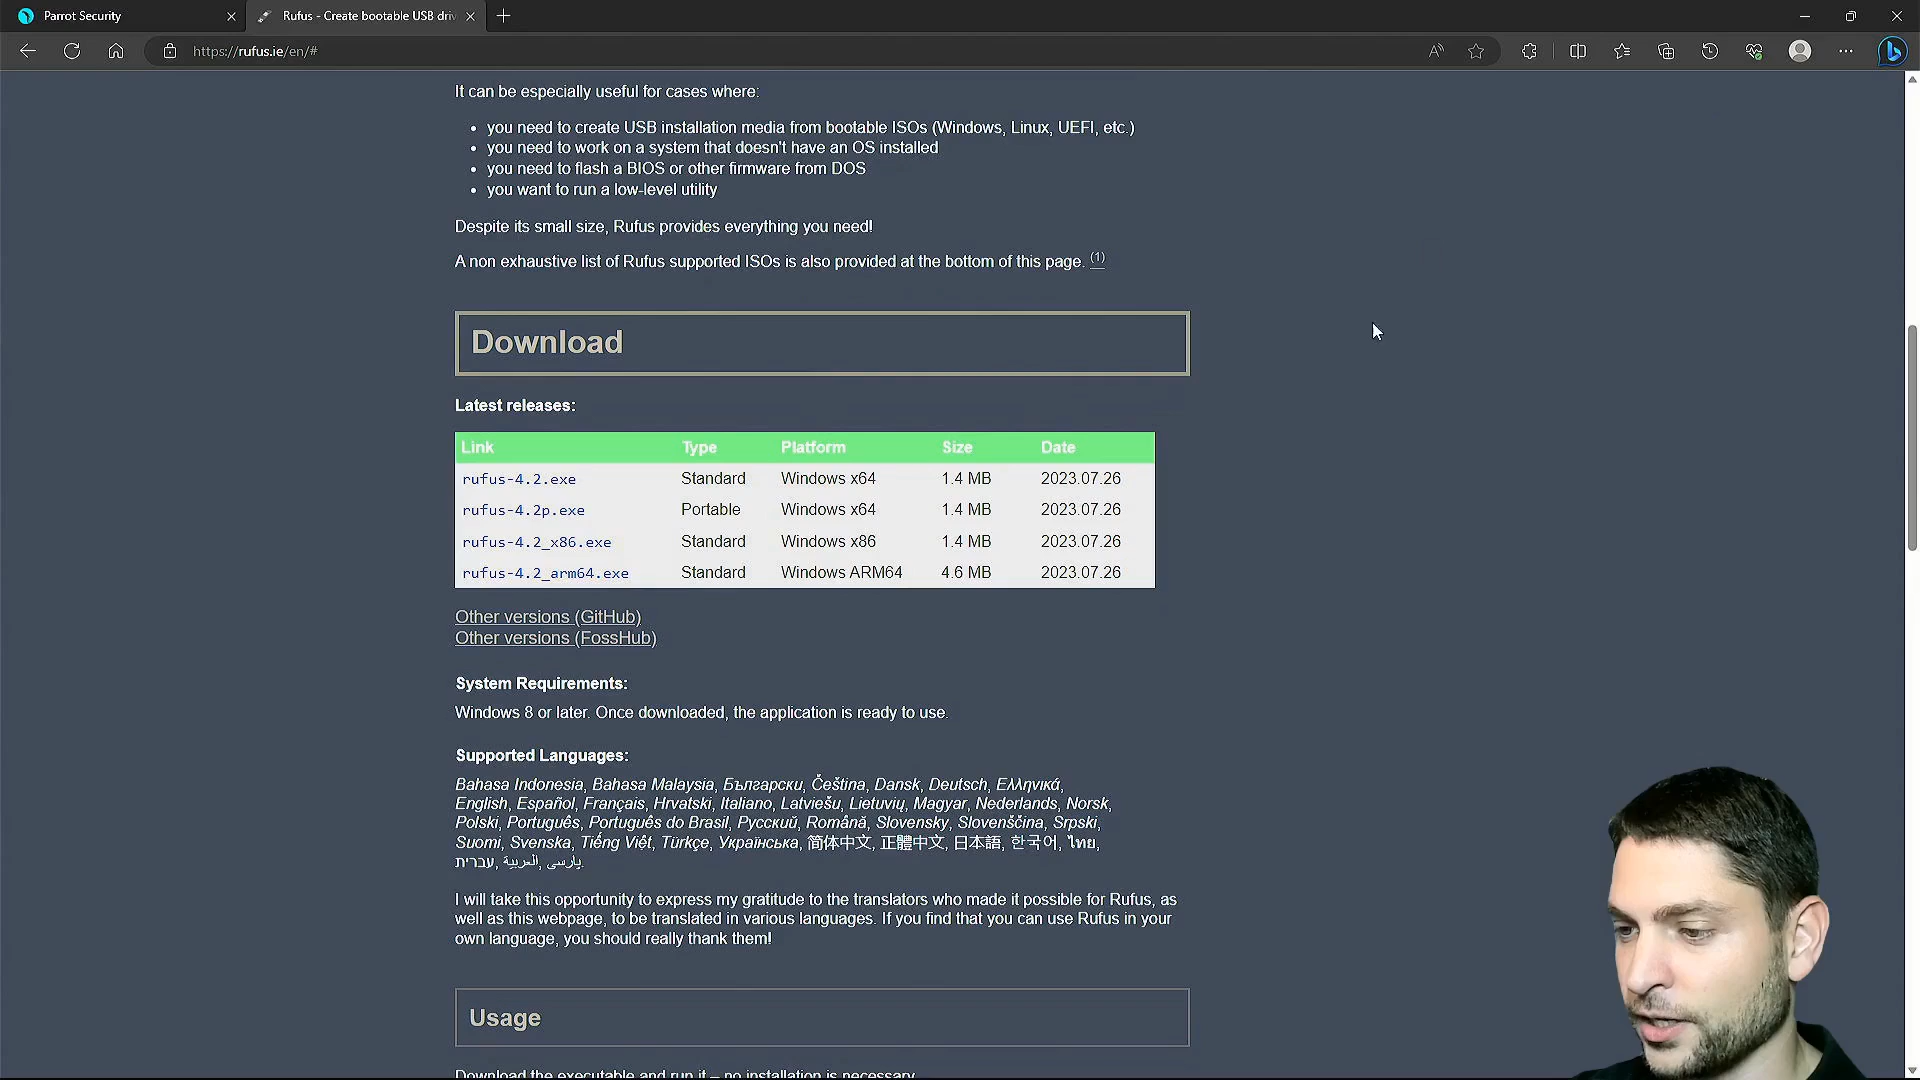 Parrot Security
Rufus - Create bootable USB driv
https://rufus.ie/en/#
It can be especially useful for cases where:
• you need to create USB installation media from bootable ISOs (Windows, Linux, UEFI, etc.)
• you need to work on a system that doesn't have an OS installed
• you need to flash a BIOS or other firmware from DOS
• you want to run a low-level utility
Despite its small size, Rufus provides everything you need!
A non exhaustive list of Rufus supported ISOs is also provided at the bottom of this page. (1)
Download
Latest releases:
Link Type Platform Size Date
rufus-4.2.exe Standard Windows x64 1.4 MB 2023.07.26
rufus-4.2p.exe Portable Windows x64 1.4 MB 2023.07.26
rufus-4.2_x86.exe Standard Windows x86 1.4 MB 2023.07.26
rufus-4.2_arm64.exe Standard Windows ARM64 4.6 MB 2023.07.26
Other versions (GitHub)
Other versions (FossHub)
System Requirements:
Windows 8 or later. Once downloaded, the application is ready to use.
Supported Languages:
Bahasa Indonesia, Bahasa Malaysia, Български, Čeština, Dansk, Deutsch, Ελληνικά,
English, Español, Français, Hrvatski, Italiano, Latviešu, Lietuvių, Magyar, Nederlands, Norsk,
Polski, Português, Português do Brasil, Русский, Română, Slovensky, Slovenščina, Srpski,
Suomi, Svenska, Tiếng Việt, Türkçe, Українська, 简体中文, 正體中文, 日本語, 한국어, ไทย,
עברית, العربية, پارسی.
I will take this opportunity to express my gratitude to the translators who made it possible for Rufus, as
well as this webpage, to be translated in various languages. If you find that you can use Rufus in your
own language, you should really thank them!
Usage
Download the executable and run it – no installation is necessary.